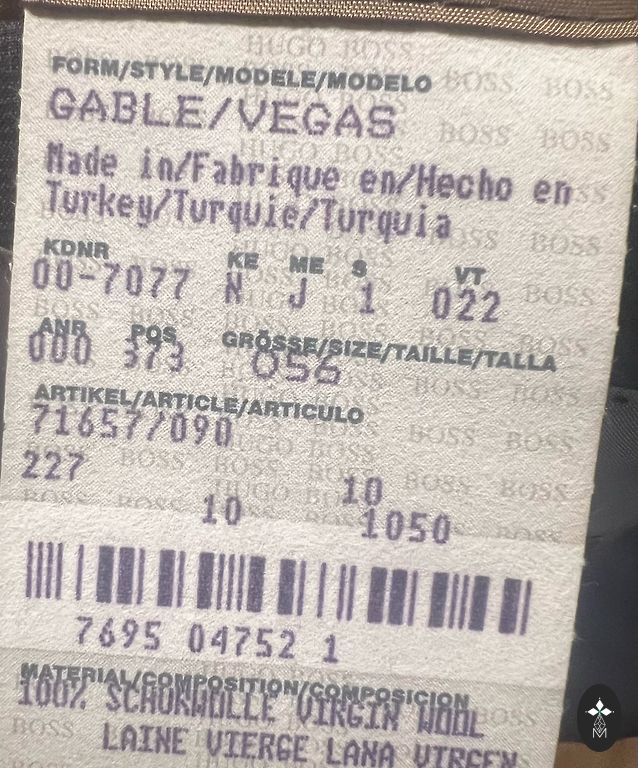 FORM/STYLE/MODELE/MODELO
GABLE/VEGAS
Made in/Fabrique en/Hecho en
Turkey/Turquie/Turquia
KDNR KE ME S VT
00-7077 N J 1 022
ANR POS GRÖSSE/SIZE/TAILLE/TALLA
000 373 056
ARTIKEL/ARTICLE/ARTICULO
71657/090
227 10
10 1050
7695 04752 1
MATERIAL/COMPOSITION/COMPOSICION
100% SCHURWOLLE VIRGIN WOOL
LAINE VIERGE LANA VIRGEN
HUGO BOSS
M